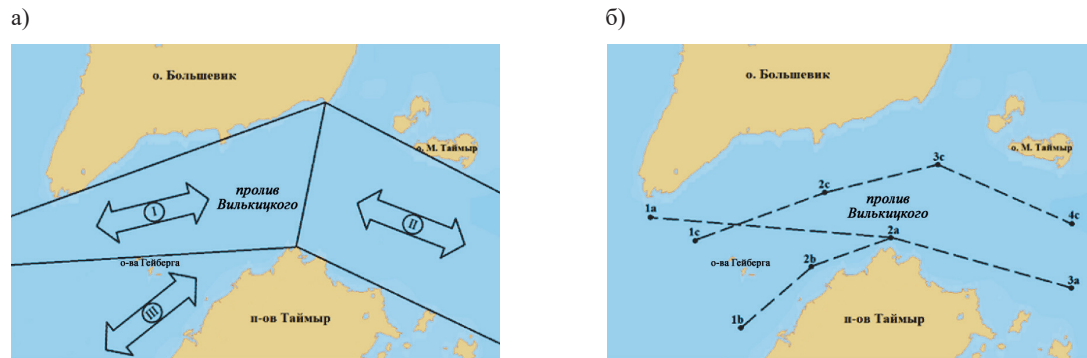 а)
о. Большевик
о. М. Таймыр
пролив
Вилькицкого
I
II
о-ва Гейберга
III
п-ов Таймыр
б)
о. Большевик
о. М. Таймыр
3c
2c
пролив
Вилькицкого
1a
4c
1c
2a
о-ва Гейберга
2b
3a
1b
п-ов Таймыр